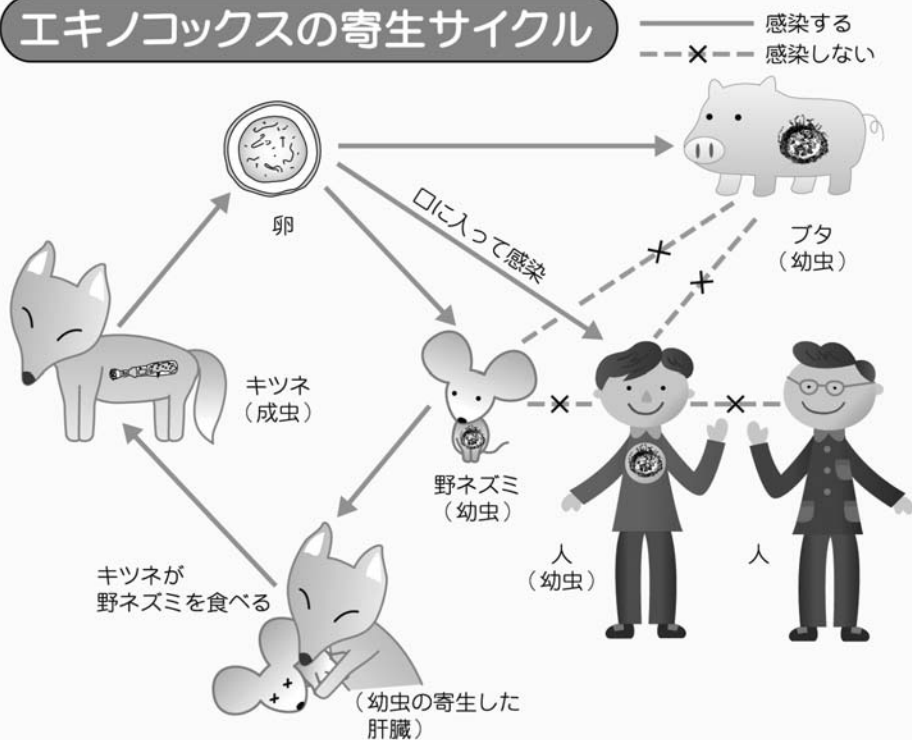 エキノコックスの寄生サイクル
感染する
感染しない
卵
口に入って感染
ブタ
（幼虫）
キツネ
（成虫）
野ネズミ
（幼虫）
人
（幼虫）
人
キツネが
野ネズミを食べる
（幼虫の寄生した
肝臓）